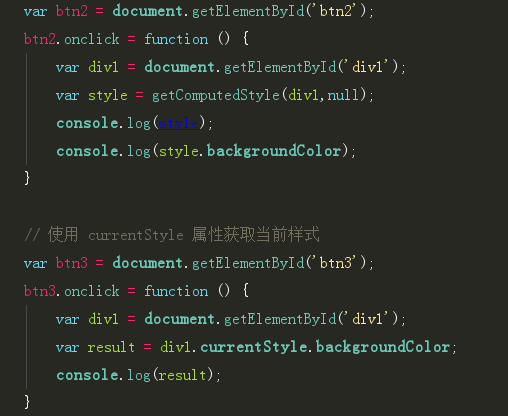 var btn2 = document.getElementById('btn2');
btn2.onclick = function () {
var div1 = document.getElementById('div1');
var style = getComputedStyle(div1,null);
console.log(style);
console.log(style.backgroundColor);
}
// 使用 currentStyle 属性获取当前样式
var btn3 = document.getElementById('btn3');
btn3.onclick = function () {
var div1 = document.getElementById('div1');
var result = div1.currentStyle.backgroundColor;
console.log(result);
}